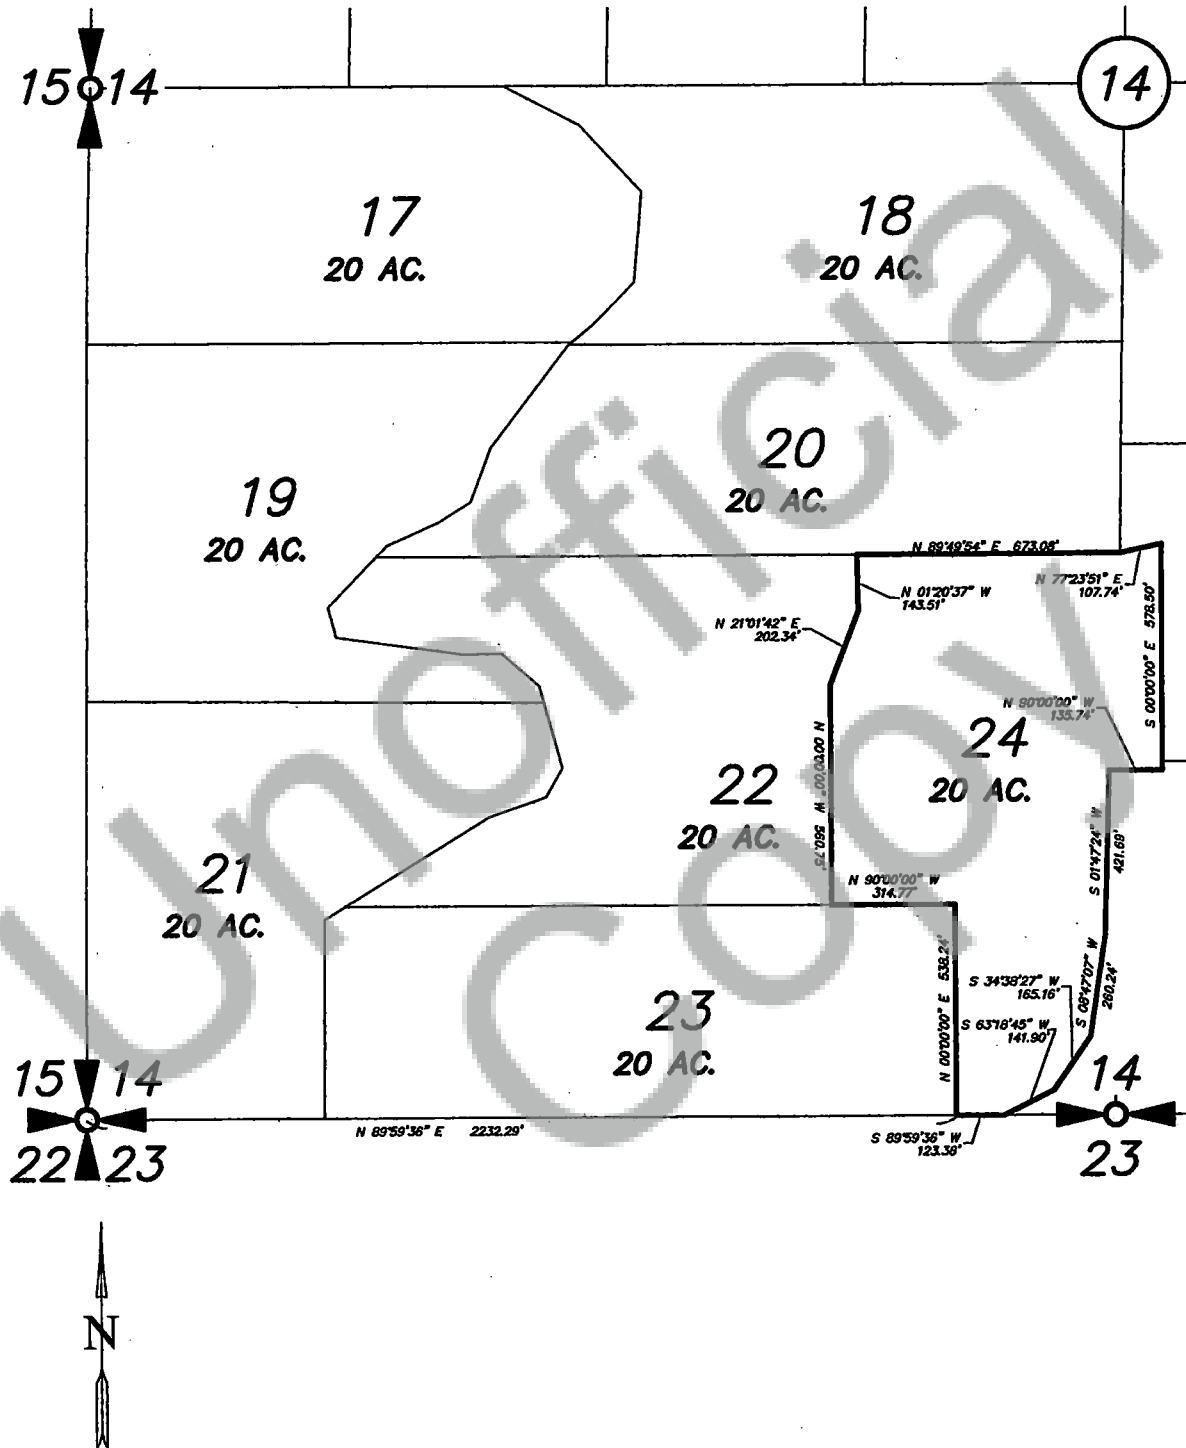 15 14
14
17
20 AC.
18
20 AC.
19
20 AC.
20
20 AC.
N 89°49'54" E 673.08'
N 77°23'51" E
107.74'
N 01°20'37" W
143.51'
N 21°01'42" E
202.34'
S 00°00'00" E 578.50'
N 90°00'00" W
135.74'
24
20 AC.
N 00°00'00" W 560.75'
22
20 AC.
S 01°47'24" W
421.69'
21
20 AC.
N 90°00'00" W
314.77'
N 00°00'00" E 538.24'
S 34°38'27" W
165.16'
S 08°47'07" W
260.24'
23
20 AC.
S 63°18'45" W
141.90'
15 14
14
N 89°59'36" E 2232.29'
S 89°59'36" W
123.38'
22 23
23
N
Unofficial
Copy